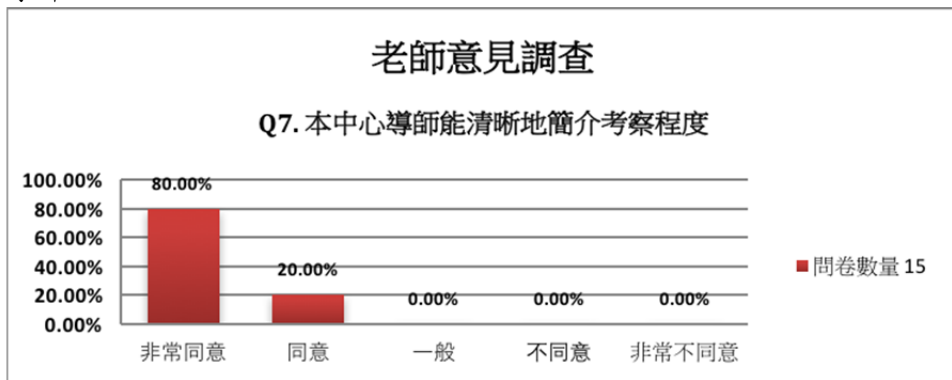 老師意見調查
Q7. 本中心導師能清晰地簡介考察程度
100.00%
80.00%
60.00%
40.00%
20.00%
0.00%
80.00%
20.00%
0.00%
0.00%
0.00%
非常同意
同意
一般
不同意
非常不同意
問卷數量 15